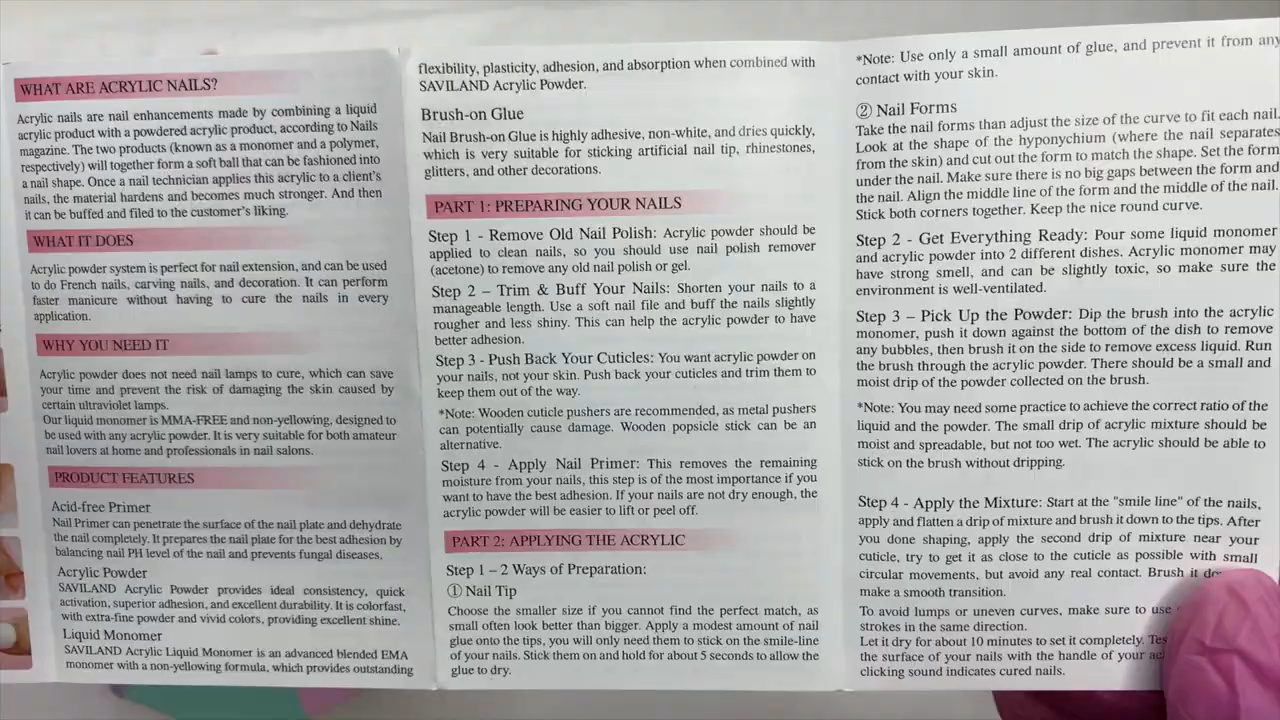 WHAT ARE ACRYLIC NAILS?
Acrylic nails are nail enhancements made by combining a liquid
acrylic product with a powdered acrylic product, according to Nails
magazine. The two products (known as a monomer and a polymer,
respectively) will together form a soft ball that can be fashioned into
a nail shape. Once a nail technician applies this acrylic to a client's
nails, the material hardens and becomes much stronger. And then
it can be buffed and filed to the customer's liking.
WHAT IT DOES
Acrylic powder system is perfect for nail extension, and can be used
to do French nails, carving nails, and decoration. It can perform
faster manicure without having to cure the nails in every
application.
WHY YOU NEED IT
Acrylic powder does not need nail lamps to cure, which can save
your time and prevent the risk of damaging the skin caused by
certain ultraviolet lamps.
Our liquid monomer is MMA-FREE and non-yellowing, designed to
be used with any acrylic powder. It is very suitable for both amateur
nail lovers at home and professionals in nail salons.
PRODUCT FEATURES
Acid-free Primer
Nail Primer can penetrate the surface of the nail plate and dehydrate
the nail completely. It prepares the nail plate for the best adhesion by
balancing nail PH level of the nail and prevents fungal diseases.
Acrylic Powder
SAVILAND Acrylic Powder provides ideal consistency, quick
activation, superior adhesion, and excellent durability. It is colorfast,
with extra-fine powder and vivid colors, providing excellent shine.
Liquid Monomer
SAVILAND Acrylic Liquid Monomer is an advanced blended EMA
monomer with a non-yellowing formula, which provides outstanding
flexibility, plasticity, adhesion, and absorption when combined with
SAVILAND Acrylic Powder.
Brush-on Glue
Nail Brush-on Glue is highly adhesive, non-white, and dries quickly,
which is very suitable for sticking artificial nail tip, rhinestones,
glitters, and other decorations.
PART 1: PREPARING YOUR NAILS
Step 1 - Remove Old Nail Polish: Acrylic powder should be
applied to clean nails, so you should use nail polish remover
(acetone) to remove any old nail polish or gel.
Step 2 – Trim & Buff Your Nails: Shorten your nails to a
manageable length. Use a soft nail file and buff the nails slightly
rougher and less shiny. This can help the acrylic powder to have
better adhesion.
Step 3 - Push Back Your Cuticles: You want acrylic powder on
your nails, not your skin. Push back your cuticles and trim them to
keep them out of the way.
*Note: Wooden cuticle pushers are recommended, as metal pushers
can potentially cause damage. Wooden popsicle stick can be an
alternative.
Step 4 - Apply Nail Primer: This removes the remaining
moisture from your nails, this step is of the most importance if you
want to have the best adhesion. If your nails are not dry enough, the
acrylic powder will be easier to lift or peel off.
PART 2: APPLYING THE ACRYLIC
Step 1 – 2 Ways of Preparation:
① Nail Tip
Choose the smaller size if you cannot find the perfect match, as
small often look better than bigger. Apply a modest amount of nail
glue onto the tips, you will only need them to stick on the smile-line
of your nails. Stick them on and hold for about 5 seconds to allow the
glue to dry.
*Note: Use only a small amount of glue, and prevent it from any
contact with your skin.
② Nail Forms
Take the nail forms than adjust the size of the curve to fit each nail.
Look at the shape of the hyponychium (where the nail separates
from the skin) and cut out the form to match the shape. Set the form
under the nail. Make sure there is no big gaps between the form and
the nail. Align the middle line of the form and the middle of the nail.
Stick both corners together. Keep the nice round curve.
Step 2 - Get Everything Ready: Pour some liquid monomer
and acrylic powder into 2 different dishes. Acrylic monomer may
have strong smell, and can be slightly toxic, so make sure the
environment is well-ventilated.
Step 3 – Pick Up the Powder: Dip the brush into the acrylic
monomer, push it down against the bottom of the dish to remove
any bubbles, then brush it on the side to remove excess liquid. Run
the brush through the acrylic powder. There should be a small and
moist drip of the powder collected on the brush.
*Note: You may need some practice to achieve the correct ratio of the
liquid and the powder. The small drip of acrylic mixture should be
moist and spreadable, but not too wet. The acrylic should be able to
stick on the brush without dripping.
Step 4 - Apply the Mixture: Start at the "smile line" of the nails,
apply and flatten a drip of mixture and brush it down to the tips. After
you done shaping, apply the second drip of mixture near your
cuticle, try to get it as close to the cuticle as possible with small
circular movements, but avoid any real contact. Brush it
make a smooth transition.
To avoid lumps or uneven curves, make sure to use
strokes in the same direction.
Let it dry for about 10 minutes to set it completely.
the surface of your nails with the handle of your
clicking sound indicates cured nails.